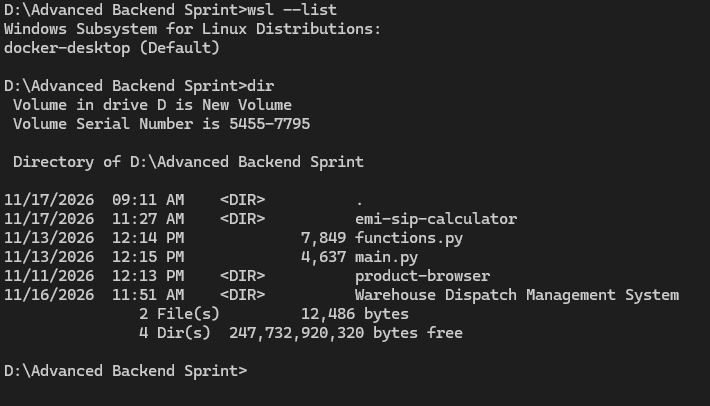 D:\Advanced Backend Sprint>wsl --list
Windows Subsystem for Linux Distributions:
docker-desktop (Default)
D:\Advanced Backend Sprint>dir
 Volume in drive D is New Volume
 Volume Serial Number is 5455-7795
 Directory of D:\Advanced Backend Sprint
11/17/2026  09:11 AM    <DIR>          .
11/17/2026  11:27 AM    <DIR>          emi-sip-calculator
11/13/2026  12:14 PM             7,849 functions.py
11/13/2026  12:15 PM             4,637 main.py
11/11/2026  12:13 PM    <DIR>          product-browser
11/16/2026  11:51 AM    <DIR>          Warehouse Dispatch Management System
               2 File(s)         12,486 bytes
               4 Dir(s)  247,732,920,320 bytes free
D:\Advanced Backend Sprint>